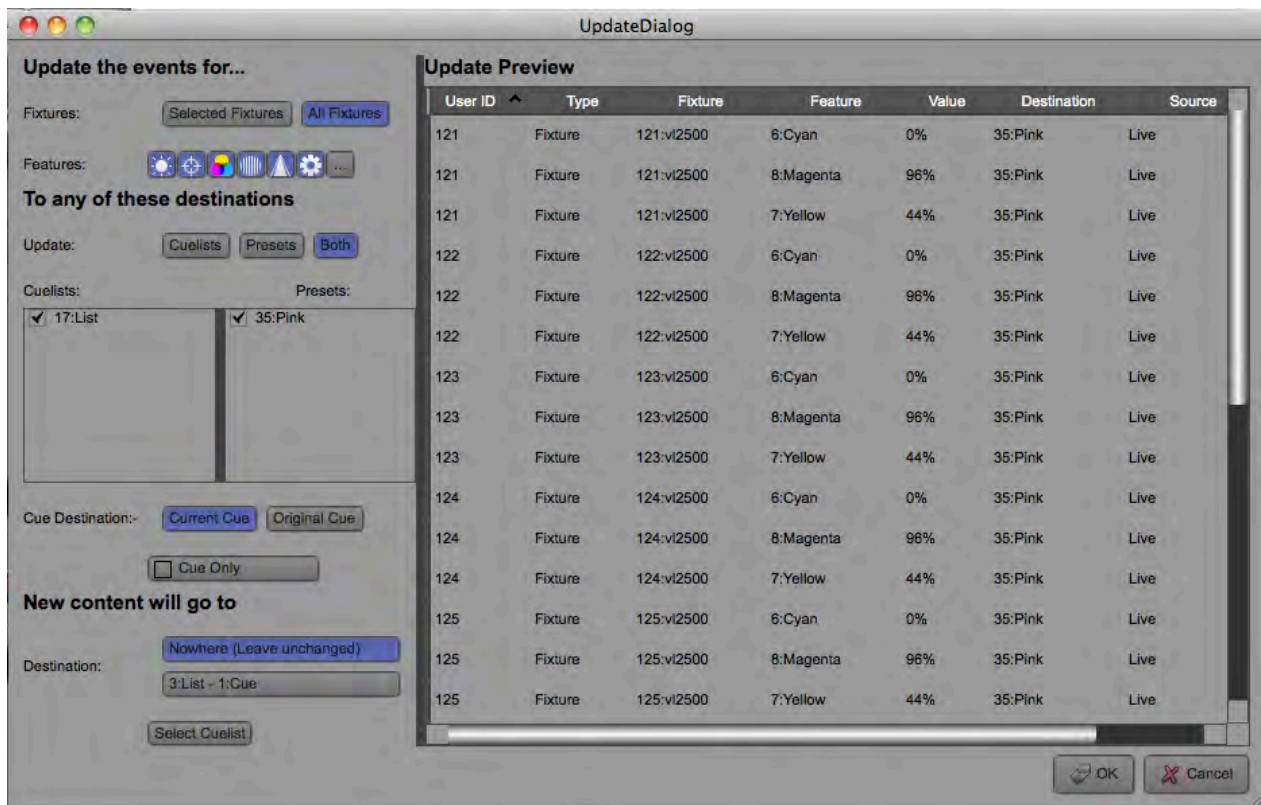 UpdateDialog
Update the events for...
Fixtures: Selected Fixtures All Fixtures
Features: ...
To any of these destinations
Update: Cuelists Presets Both
Cuelists: Presets:
17:List 35:Pink
Cue Destination:- Current Cue Original Cue
Cue Only
New content will go to
Destination: Nowhere (Leave unchanged)
3:List - 1:Cue
Select Cuelist
Update Preview
User ID Type Fixture Feature Value Destination Source
121 Fixture 121:vl2500 6:Cyan 0% 35:Pink Live
121 Fixture 121:vl2500 8:Magenta 96% 35:Pink Live
121 Fixture 121:vl2500 7:Yellow 44% 35:Pink Live
122 Fixture 122:vl2500 6:Cyan 0% 35:Pink Live
122 Fixture 122:vl2500 8:Magenta 96% 35:Pink Live
122 Fixture 122:vl2500 7:Yellow 44% 35:Pink Live
123 Fixture 123:vl2500 6:Cyan 0% 35:Pink Live
123 Fixture 123:vl2500 8:Magenta 96% 35:Pink Live
123 Fixture 123:vl2500 7:Yellow 44% 35:Pink Live
124 Fixture 124:vl2500 6:Cyan 0% 35:Pink Live
124 Fixture 124:vl2500 8:Magenta 96% 35:Pink Live
124 Fixture 124:vl2500 7:Yellow 44% 35:Pink Live
125 Fixture 125:vl2500 6:Cyan 0% 35:Pink Live
125 Fixture 125:vl2500 8:Magenta 96% 35:Pink Live
125 Fixture 125:vl2500 7:Yellow 44% 35:Pink Live
OK Cancel